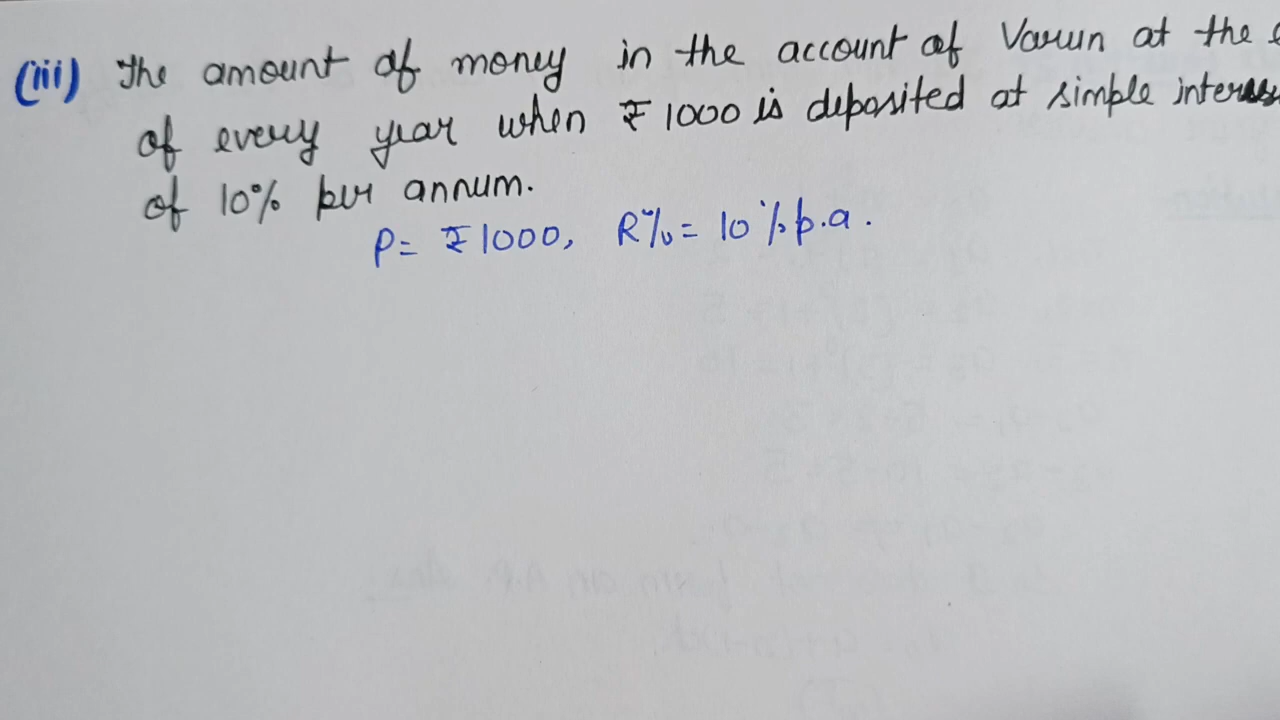 (iii) The amount of money in the account of Varun at the
of every year when ₹ 1000 is deposited at simple interes
of 10% per annum.
P = ₹ 1000, R% = 10% p.a.